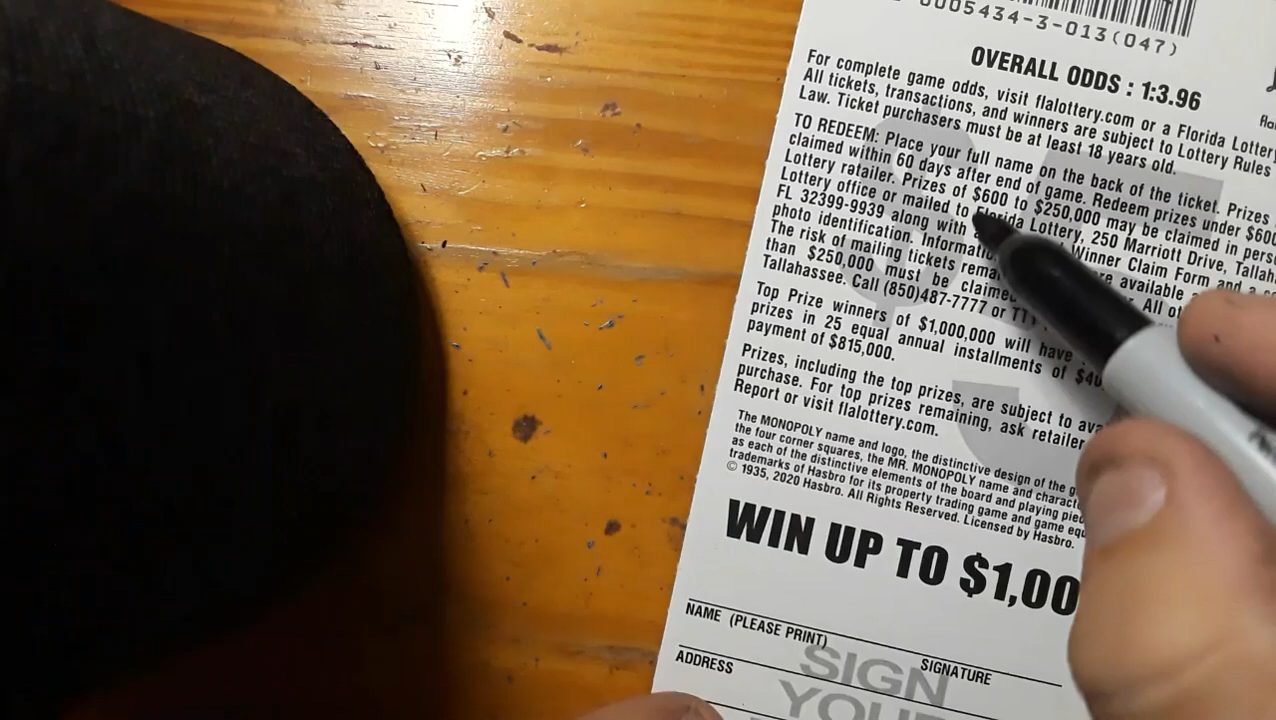 0005434-3-013(047)
OVERALL ODDS : 1:3.96
For complete game odds, visit flalottery.com or a Florida Lottery
All tickets, transactions, and winners are subject to Lottery Rules
Law. Ticket purchasers must be at least 18 years old.
TO REDEEM: Place your full name on the back of the ticket. Prizes
claimed within 60 days after end of game. Redeem prizes under $600
Lottery retailer. Prizes of $600 to $250,000 may be claimed in
Lottery office or mailed to Florida Lottery, 250 Marriott Drive,
FL 32399-9939 along with Winner Claim Form and a
photo identification. are available
The risk of mailing tickets All
than $250,000 must be claimed
Tallahassee. Call (850)487-7777 or
Top Prize winners of $1,000,000 will have
prizes in 25 equal annual installments of
payment of $815,000.
Prizes, including the top prizes, are subject to
purchase. For top prizes remaining, ask retailer
Report or visit flalottery.com.
The MONOPOLY name and logo, the distinctive design of the
the four corner squares, the MR. MONOPOLY name and
as each of the distinctive elements of the board and playing
trademarks of Hasbro for its property trading game and game
© 1935, 2020 Hasbro. All Rights Reserved. Licensed by Hasbro.
WIN UP TO $1,00
NAME (PLEASE PRINT)
SIGNATURE
ADDRESS
SIGN
YOUR